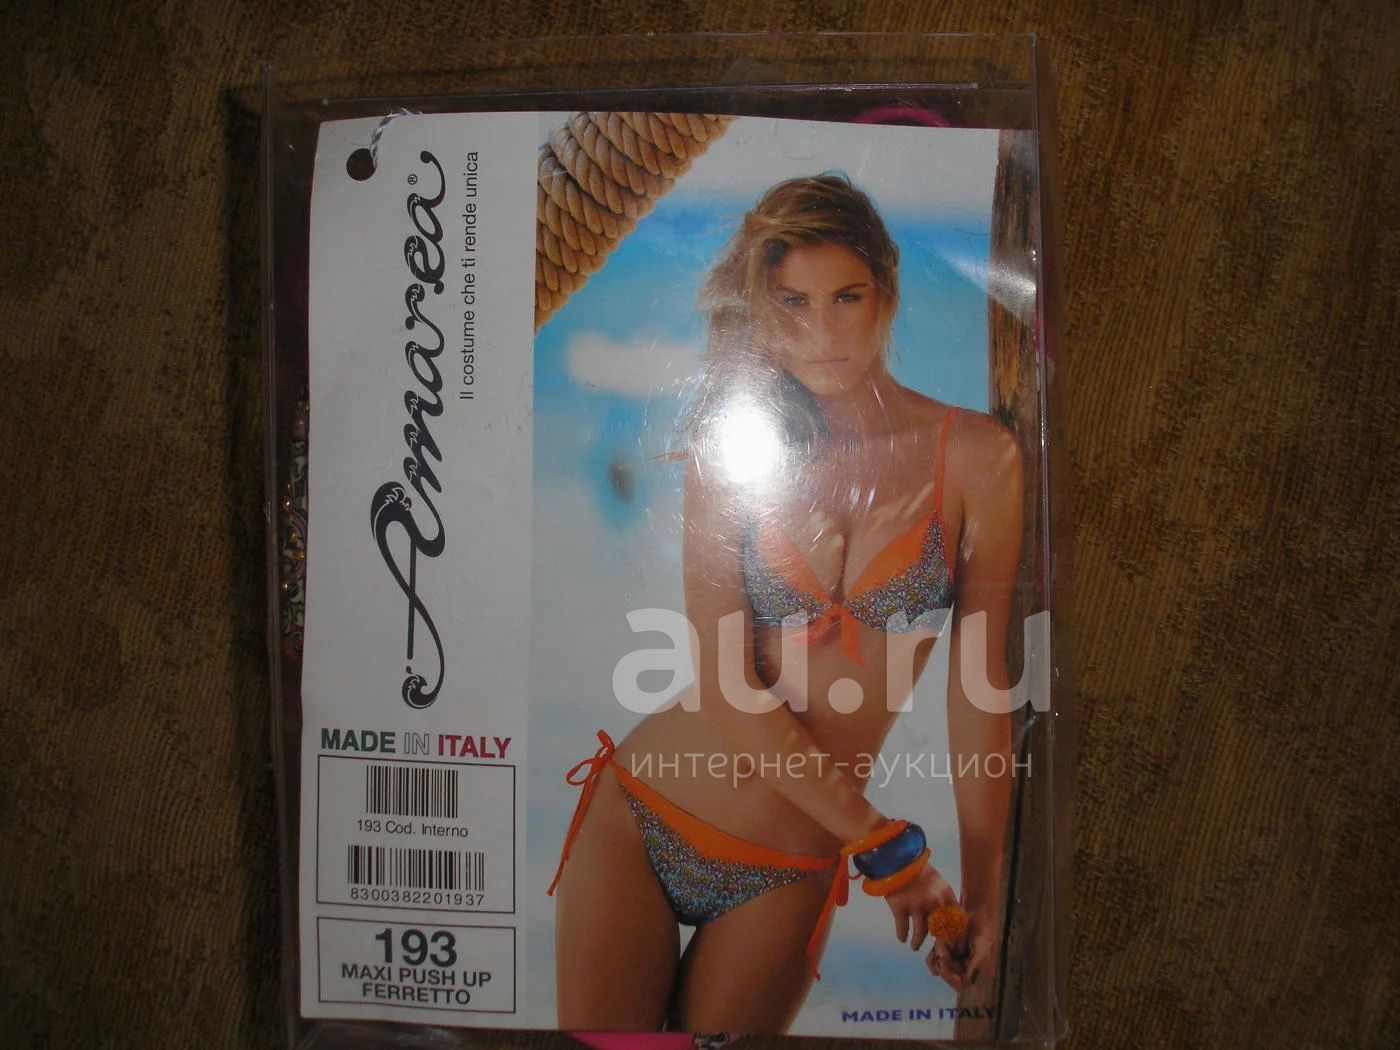 Amarea®
Il costume che ti rende unica
MADE IN ITALY
193 Cod. Interno
8300382201937
193
MAXI PUSH UP
FERRETTO
au.ru
интернет-аукцион
MADE IN ITALY